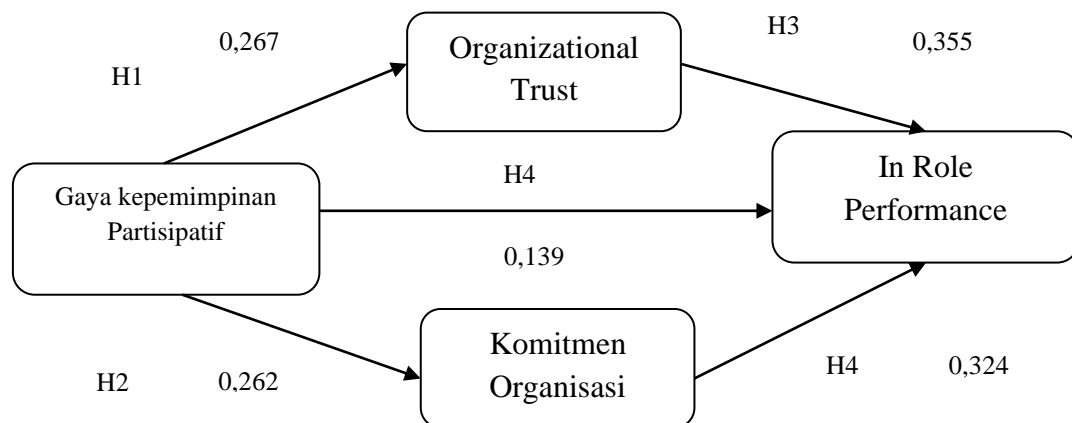 0,267
Organizational
Trust
H3
0,355
H1
Gaya kepemimpinan
Partisipatif
H4
0,139
In Role
Performance
H2
0,262
Komitmen
Organisasi
H4
0,324